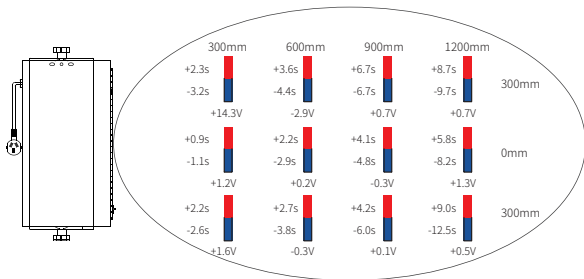 300mm 600mm 900mm 1200mm
+2.3s +3.6s +6.7s +8.7s
300mm
-3.2s -4.4s -6.7s -9.7s
+14.3V -2.9V +0.7V +0.7V
+0.9s +2.2s +4.1s +5.8s
0mm
-1.1s -2.9s -4.8s -8.2s
+1.2V +0.2V -0.3V +1.3V
+2.2s +2.7s +4.2s +9.0s
300mm
-2.6s -3.8s -6.0s -12.5s
+1.6V -0.3V +0.1V +0.5V